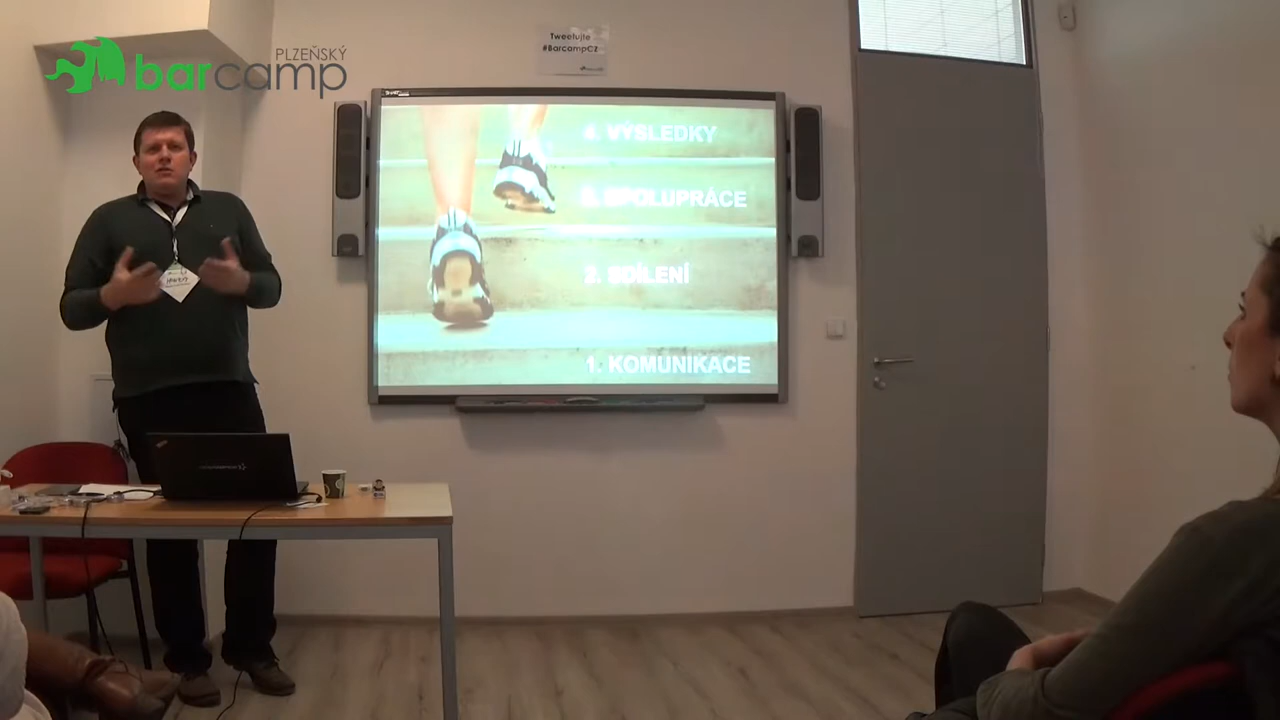 PLZEŇSKÝ
barcamp
Tweetujte
#BarcampCZ
4. VÝSLEDKY
3. SPOLUPRÁCE
2. SDÍLENÍ
1. KOMUNIKACE